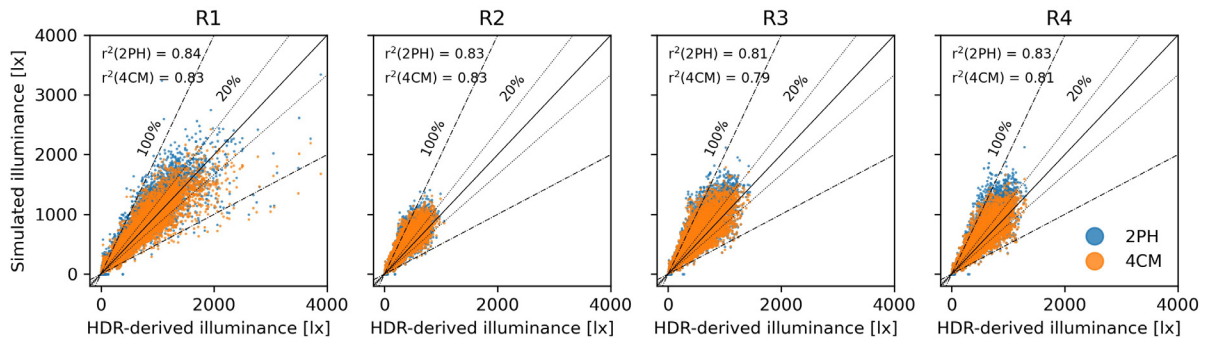 R1
R2
R3
R4
Simulated illuminance [lx]
4000
3000
2000
1000
0
r²(2PH) = 0.84
r²(4CM) = 0.83
100%
20%
0
2000
4000
HDR-derived illuminance [lx]
r²(2PH) = 0.83
r²(4CM) = 0.83
100%
20%
0
2000
4000
HDR-derived illuminance [lx]
r²(2PH) = 0.81
r²(4CM) = 0.79
100%
20%
0
2000
4000
HDR-derived illuminance [lx]
r²(2PH) = 0.83
r²(4CM) = 0.81
100%
20%
2PH
4CM
0
2000
4000
HDR-derived illuminance [lx]